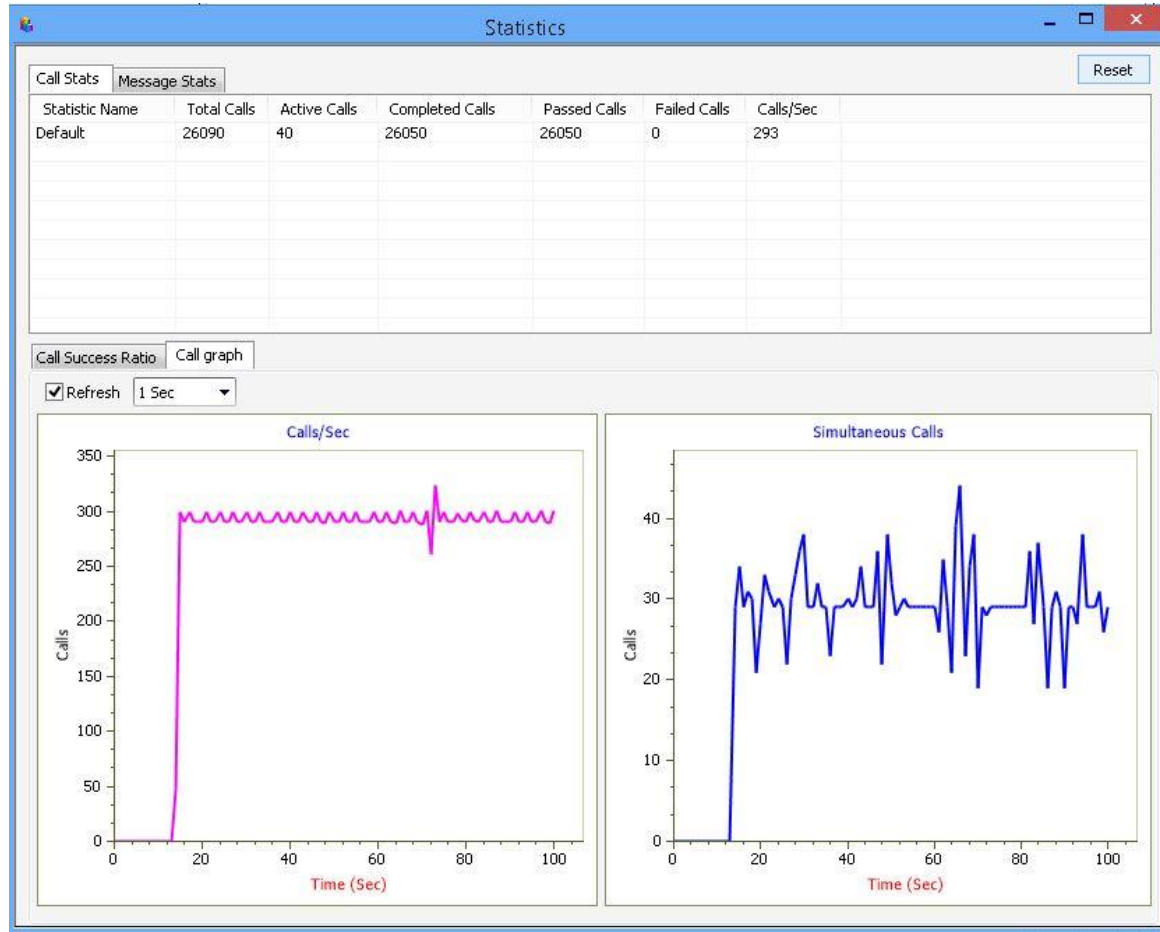 Statistics
Reset
Call Stats Message Stats
Statistic Name Total Calls Active Calls Completed Calls Passed Calls Failed Calls Calls/Sec
Default 26090 40 26050 26050 0 293
Call Success Ratio Call graph
Refresh 1 Sec
Calls/Sec
350
300
250
200
150
100
50
0
Calls
0 20 40 60 80 100
Time (Sec)
Simultaneous Calls
40
30
20
10
0
Calls
0 20 40 60 80 100
Time (Sec)